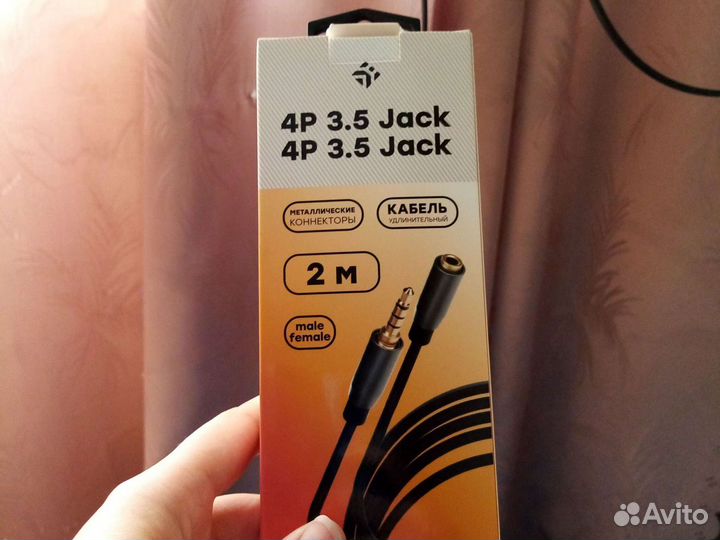 4P 3.5 Jack
4P 3.5 Jack
МЕТАЛЛИЧЕСКИЕ
КОННЕКТОРЫ
КАБЕЛЬ
УДЛИНИТЕЛЬНЫЙ
2 м
male
female
Avito